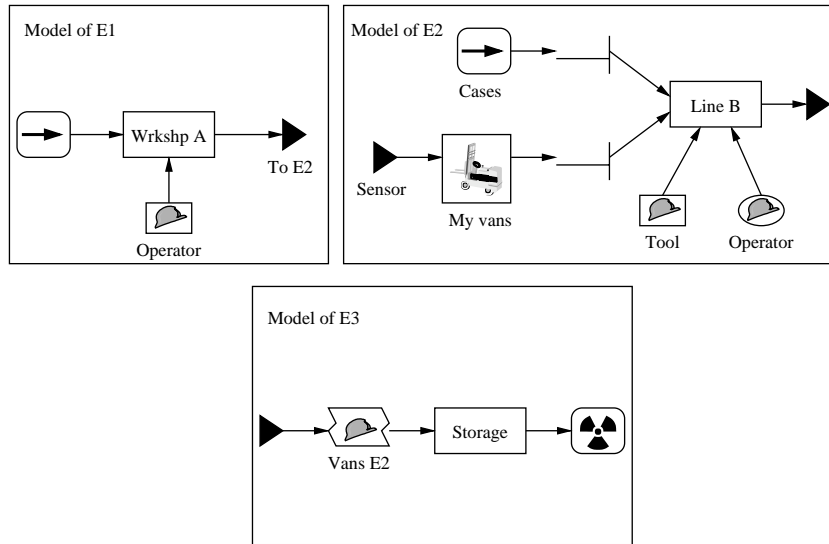 Model of E1
Wrkshp A
To E2
Operator
Model of E2
Cases
Line B
Sensor
My vans
Tool
Operator
Model of E3
Storage
Vans E2